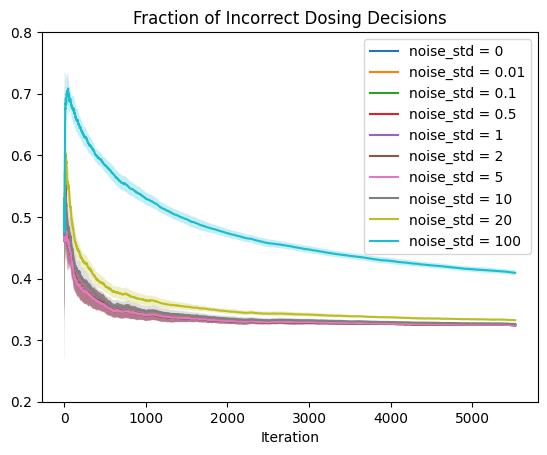 Fraction of Incorrect Dosing Decisions
0.8
0.7
0.6
0.5
0.4
0.3
0.2
noise_std = 0
noise_std = 0.01
noise_std = 0.1
noise_std = 0.5
noise_std = 1
noise_std = 2
noise_std = 5
noise_std = 10
noise_std = 20
noise_std = 100
0 1000 2000 3000 4000 5000
Iteration